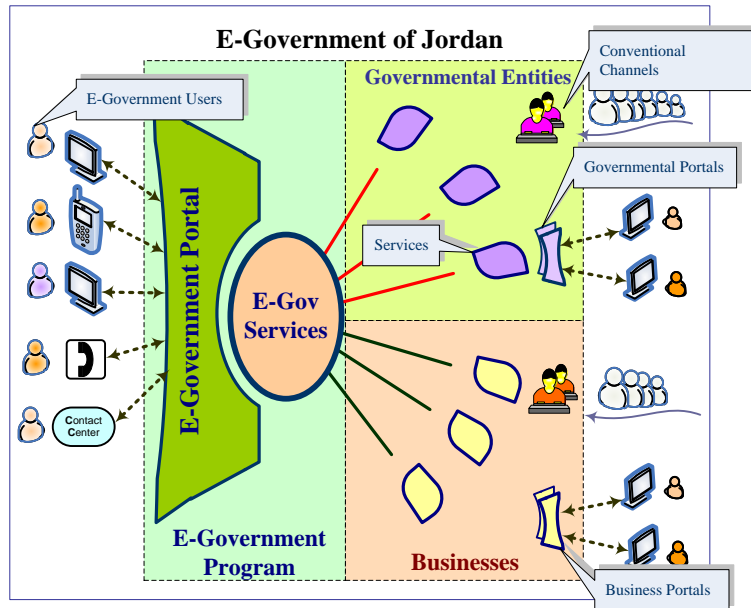 E-Government of Jordan
Conventional
Channels
E-Government Users
Governmental Entities
Governmental Portals
E-Government Portal
Services
E-Gov
Services
Contact
Center
E-Government
Program
Businesses
Business Portals